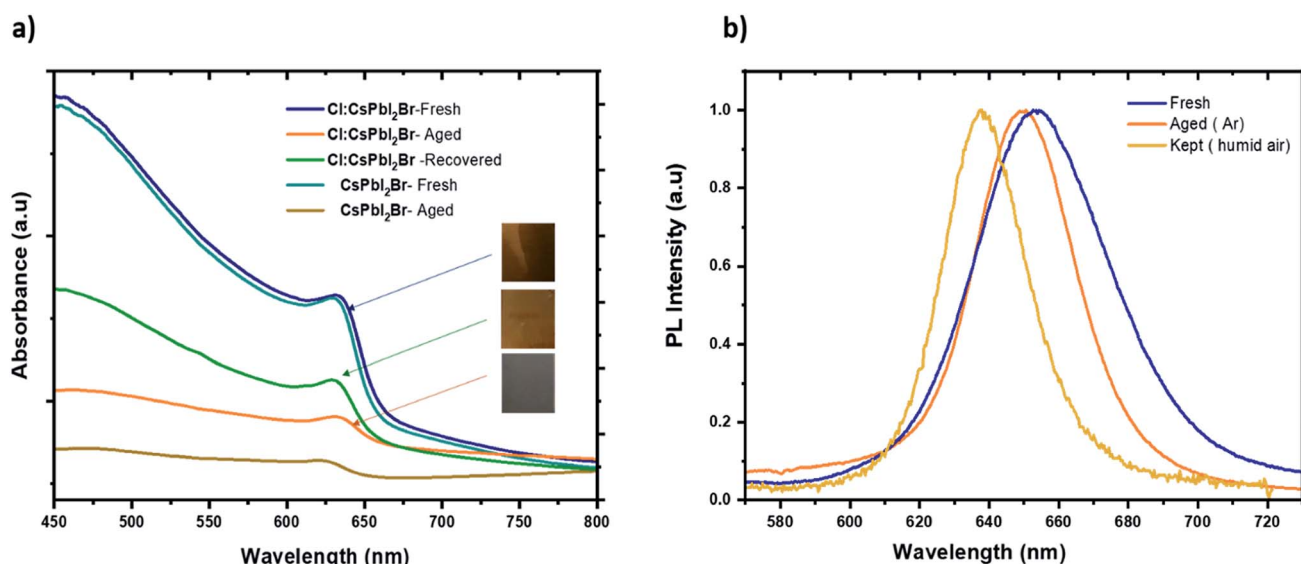 a)
Absorbance (a.u)
Cl:CsPbI₂Br-Fresh
Cl:CsPbI₂Br- Aged
Cl:CsPbI₂Br -Recovered
CsPbI₂Br- Fresh
CsPbI₂Br- Aged
450 500 550 600 650 700 750 800
Wavelength (nm)
b)
PL Intensity (a.u)
1.0
0.8
0.6
0.4
0.2
0.0
Fresh
Aged ( Ar)
Kept ( humid air)
580 600 620 640 660 680 700 720
Wavelength (nm)